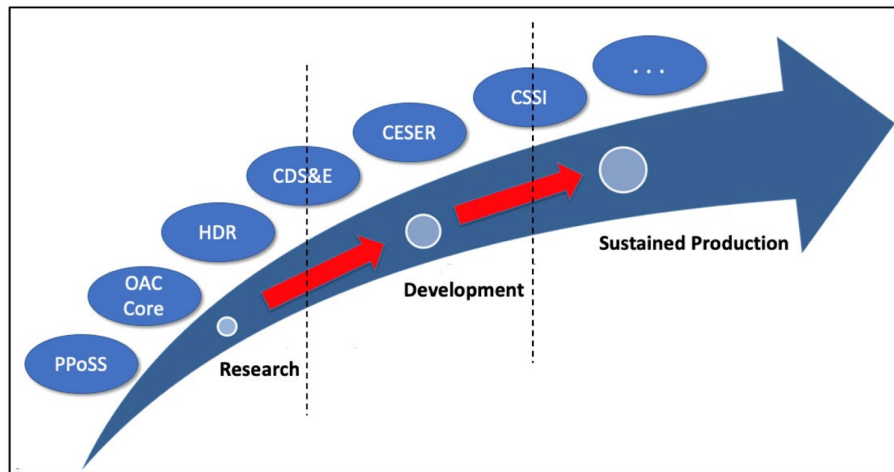 . . .
CSSI
CESER
CDS&E
HDR
OAC
Core
PPoSS
Sustained Production
Development
Research